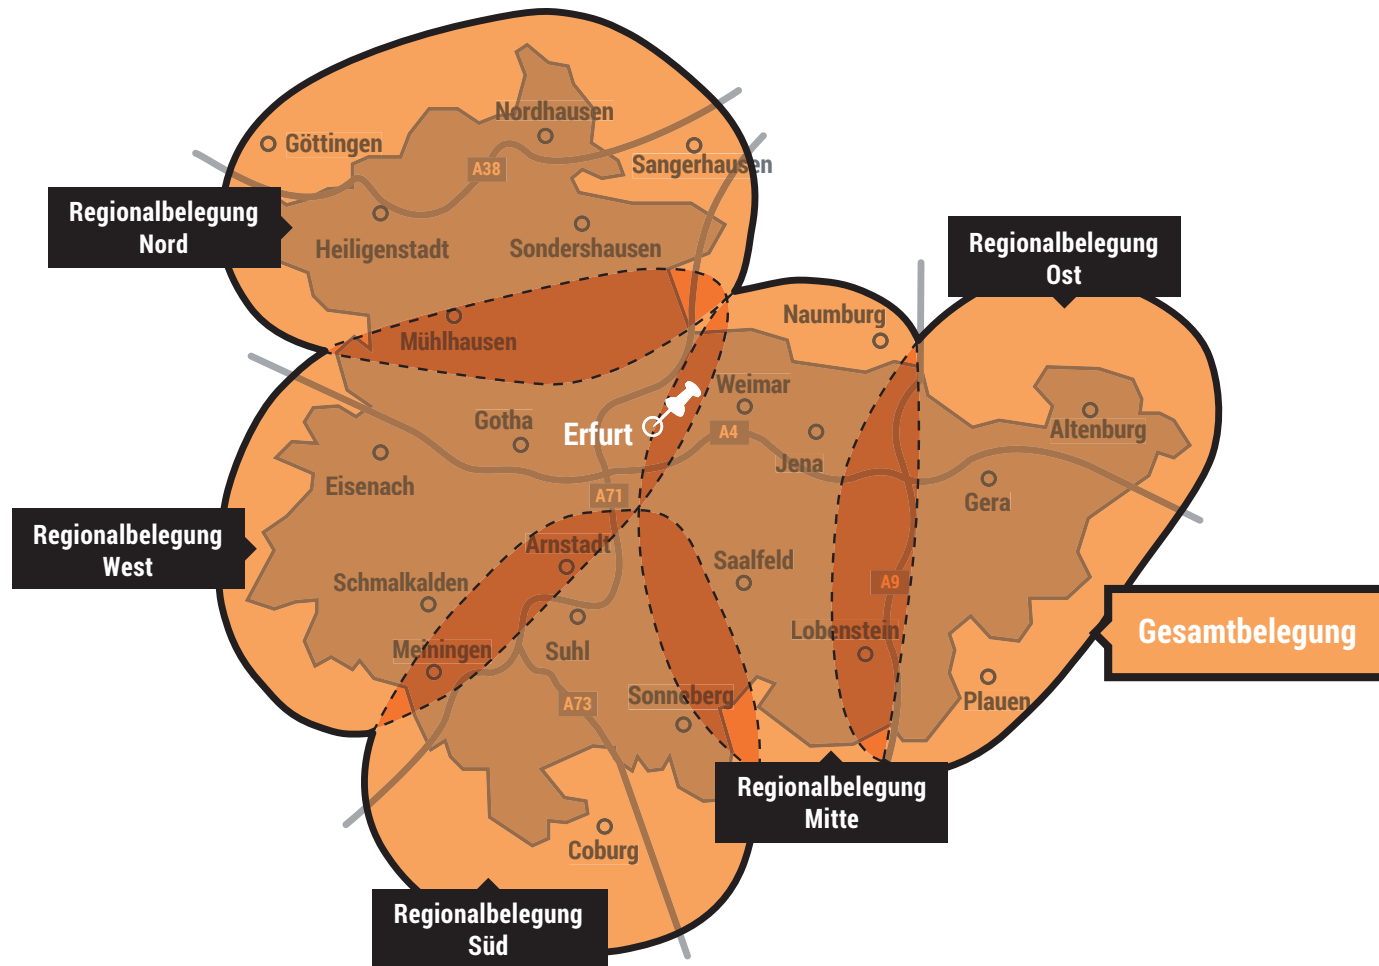 Nordhausen
Göttingen
Sangerhausen
A38
Regionalbelegung
Nord
Heiligenstadt
Sondershausen
Regionalbelegung
Ost
Naumburg
Mühlhausen
Weimar
Gotha
Erfurt
A4
Altenburg
Jena
Eisenach
A71
Gera
Regionalbelegung
West
Arnstadt
Saalfeld
Schmalkalden
A9
Lobenstein
Gesamtbelegung
Meiningen
Suhl
Sonneberg
A73
Plauen
Regionalbelegung
Mitte
Coburg
Regionalbelegung
Süd